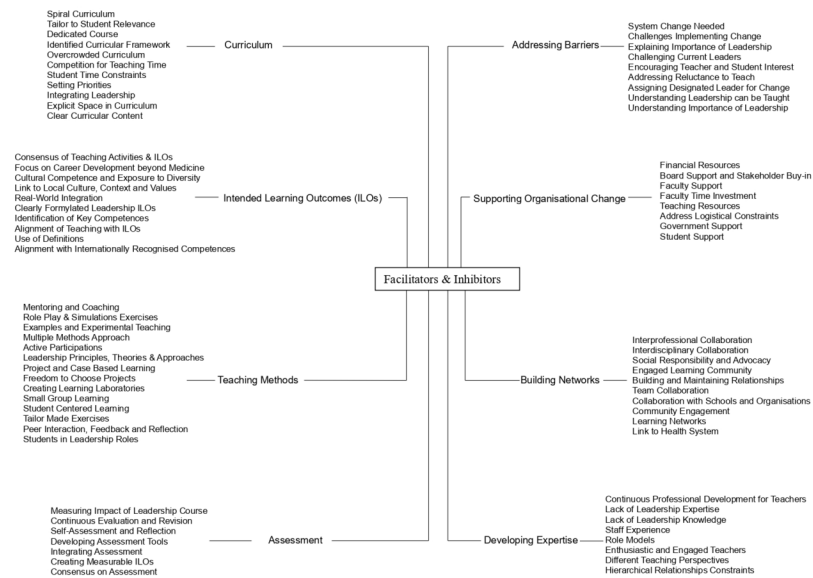 Spiral Curriculum
Tailor to Student Relevance
Dedicated Course
Identified Curricular Framework
Overcrowded Curriculum
Competition for Teaching Time
Student Time Constraints
Setting Priorities
Integrating Leadership
Explicit Space in Curriculum
Clear Curricular Content
Curriculum
Consensus of Teaching Activities & ILOs
Focus on Career Development beyond Medicine
Cultural Competence and Exposure to Diversity
Link to Local Culture, Context and Values
Real-World Integration
Clearly Formylated Leadership ILOs
Identification of Key Competences
Alignment of Teaching with ILOs
Use of Definitions
Alignment with Internationally Recognised Competences
Intended Learning Outcomes (ILOs)
Mentoring and Coaching
Role Play & Simulations Exercises
Examples and Experimental Teaching
Multiple Methods Approach
Active Participations
Leadership Principles, Theories & Approaches
Project and Case Based Learning
Freedom to Choose Projects
Creating Learning Laboratories
Small Group Learning
Student Centered Learning
Tailor Made Exercises
Peer Interaction, Feedback and Reflection
Students in Leadership Roles
Teaching Methods
Measuring Impact of Leadership Course
Continuous Evaluation and Revision
Self-Assessment and Reflection
Developing Assessment Tools
Integrating Assessment
Creating Measurable ILOs
Consensus on Assessment
Assessment
Facilitators & Inhibitors
Addressing Barriers
System Change Needed
Challenges Implementing Change
Explaining Importance of Leadership
Challenging Current Leaders
Encouraging Teacher and Student Interest
Addressing Reluctance to Teach
Assigning Designated Leader for Change
Understanding Leadership can be Taught
Understanding Importance of Leadership
Supporting Organisational Change
Financial Resources
Board Support and Stakeholder Buy-in
Faculty Support
Faculty Time Investment
Teaching Resources
Address Logistical Constraints
Government Support
Student Support
Building Networks
Interprofessional Collaboration
Interdisciplinary Collaboration
Social Responsibility and Advocacy
Engaged Learning Community
Building and Maintaining Relationships
Team Collaboration
Collaboration with Schools and Organisations
Community Engagement
Learning Networks
Link to Health System
Developing Expertise
Continuous Professional Development for Teachers
Lack of Leadership Expertise
Lack of Leadership Knowledge
Staff Experience
Role Models
Enthusiastic and Engaged Teachers
Different Teaching Perspectives
Hierarchical Relationships Constraints